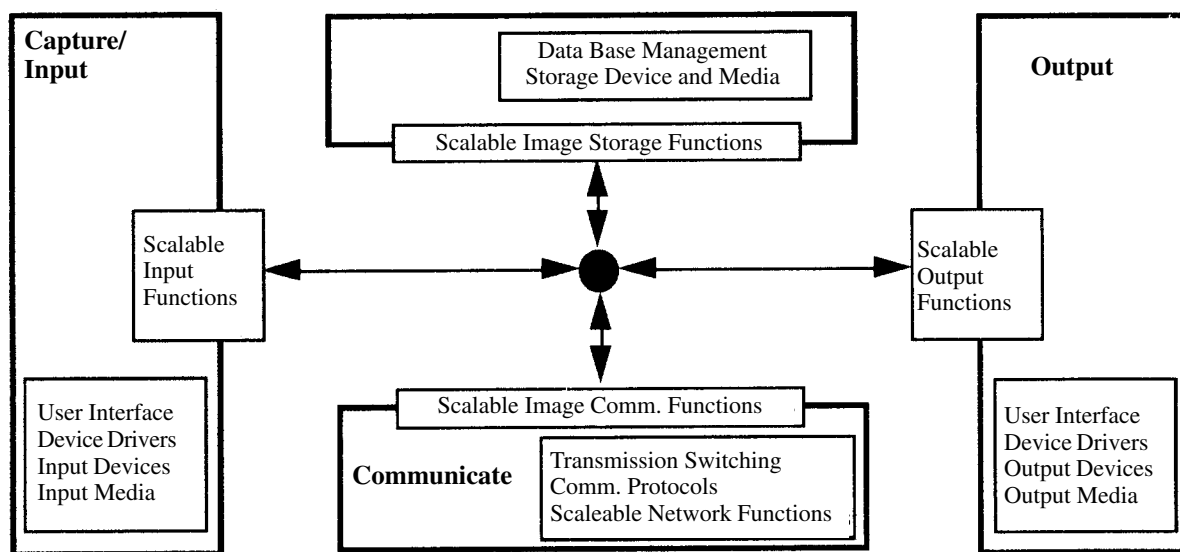 Capture/
Input
Data Base Management
Storage Device and Media
Output
Scalable Image Storage Functions
Scalable
Input
Functions
Scalable
Output
Functions
User Interface
Device Drivers
Input Devices
Input Media
Scalable Image Comm. Functions
Communicate
Transmission Switching
Comm. Protocols
Scaleable Network Functions
User Interface
Device Drivers
Output Devices
Output Media